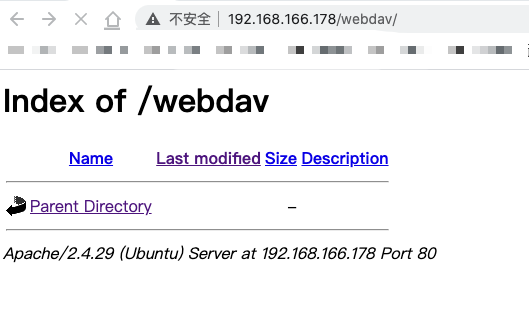 不安全 | 192.168.166.178/webdav/
Index of /webdav
Name Last modified Size Description
Parent Directory –
Apache/2.4.29 (Ubuntu) Server at 192.168.166.178 Port 80